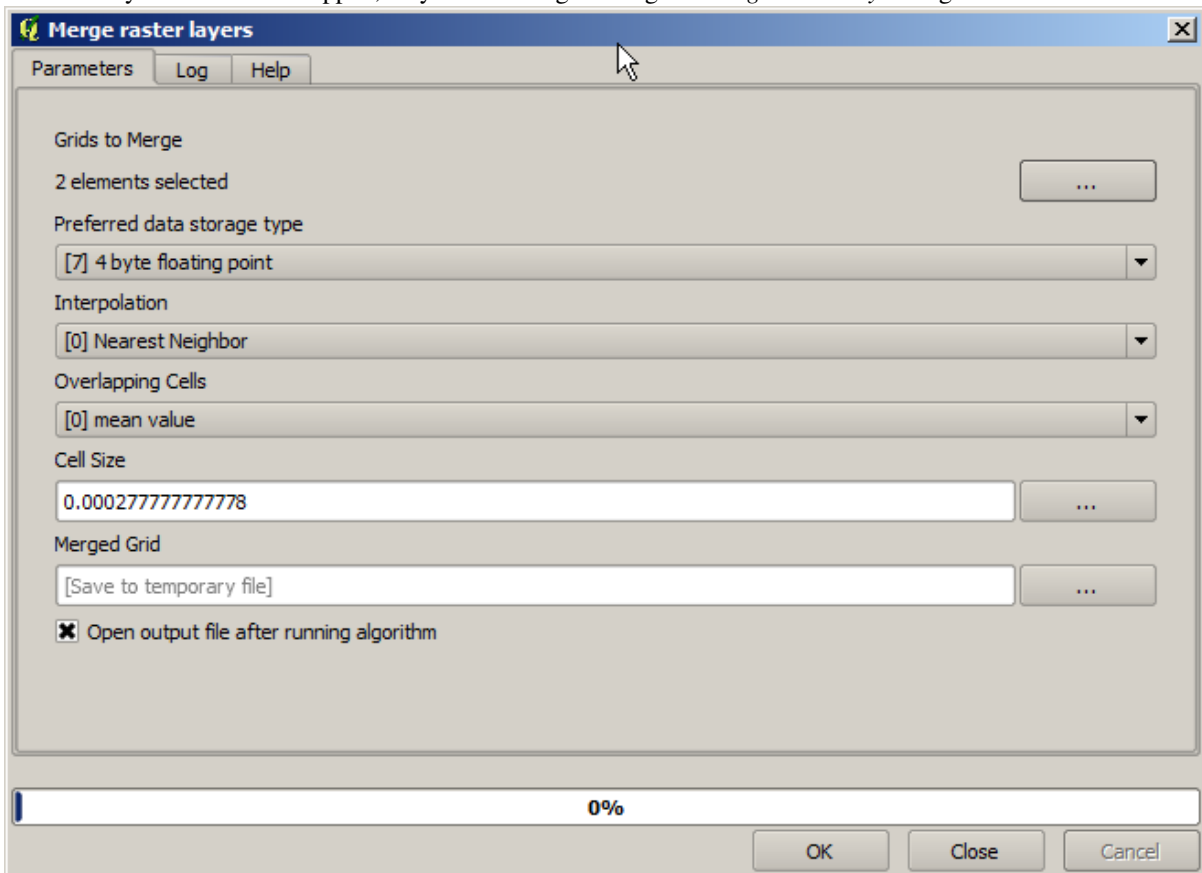 Merge raster layers
Parameters Log Help
Grids to Merge
2 elements selected
...
Preferred data storage type
[7] 4 byte floating point
Interpolation
[0] Nearest Neighbor
Overlapping Cells
[0] mean value
Cell Size
0.000277777777778
...
Merged Grid
[Save to temporary file]
...
Open output file after running algorithm
0%
OK Close Cancel